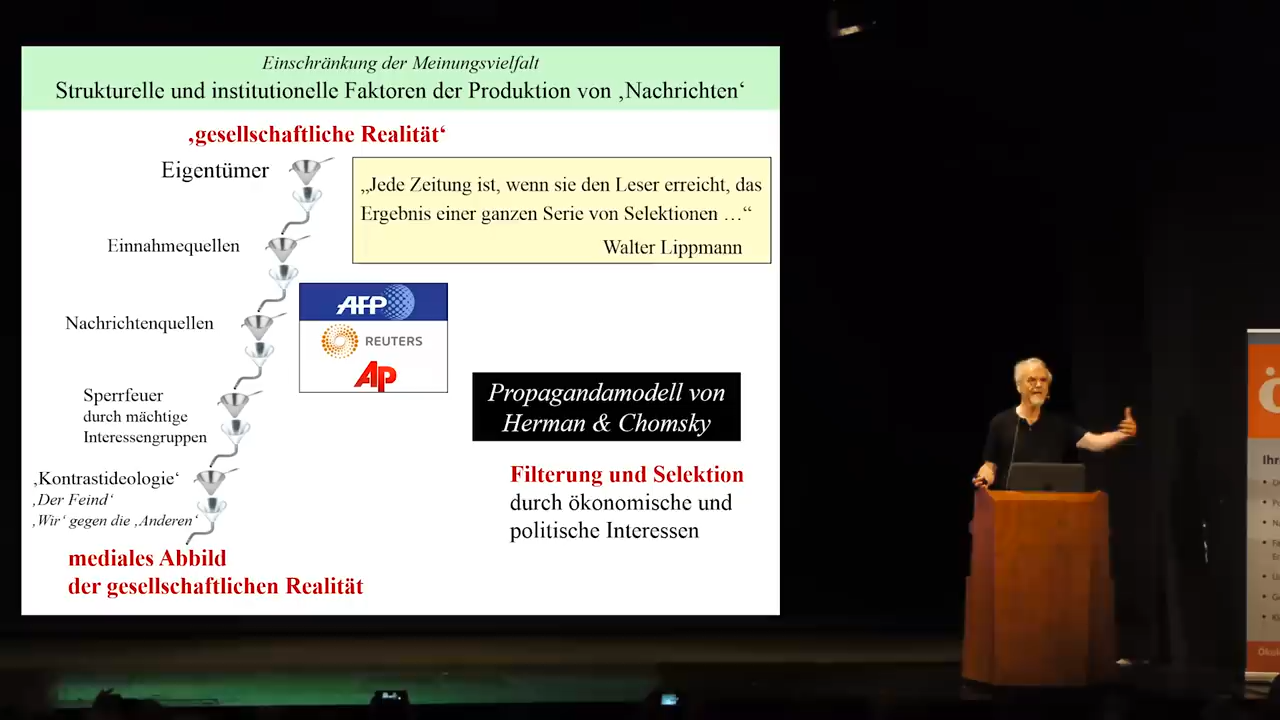 Einschränkung der Meinungsvielfalt
Strukturelle und institutionelle Faktoren der Produktion von ‚Nachrichten‘
‚gesellschaftliche Realität‘
Eigentümer
„Jede Zeitung ist, wenn sie den Leser erreicht, das
Ergebnis einer ganzen Serie von Selektionen …“
Walter Lippmann
Einnahmequellen
AFP
Nachrichtenquellen
REUTERS
AP
Sperrfeuer
durch mächtige
Interessengruppen
Propagandamodell von
Herman & Chomsky
‚Kontrastideologie‘
‚Der Feind‘
‚Wir‘ gegen die ‚Anderen‘
Filterung und Selektion
durch ökonomische und
politische Interessen
mediales Abbild
der gesellschaftlichen Realität
ö
Ihr